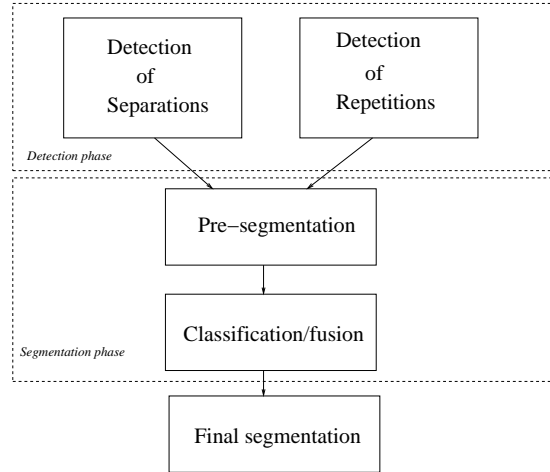 Detection
of
Separations
Detection
of
Repetitions
Detection phase
Pre-segmentation
Classification/fusion
Segmentation phase
Final segmentation